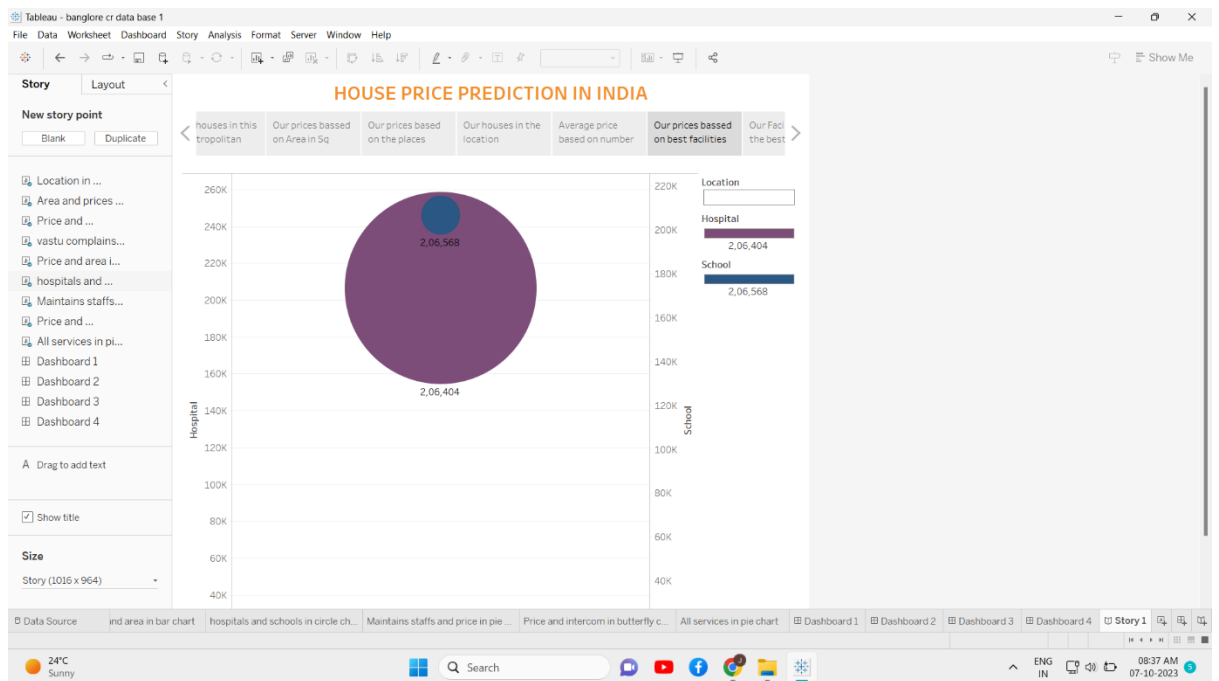 Tableau - banglore cr data base 1
File Data Worksheet Dashboard Story Analysis Format Server Window Help
Show Me
Story Layout
New story point
Blank Duplicate
Location in ...
Area and prices ...
Price and ...
vastu complains...
Price and area i...
hospitals and ...
Maintains staffs...
Price and ...
All services in pi...
Dashboard 1
Dashboard 2
Dashboard 3
Dashboard 4
A Drag to add text
Show title
Size
Story (1016 x 964)
HOUSE PRICE PREDICTION IN INDIA
houses in this
tropolitan
Our prices bassed
on Area in Sq
Our prices based
on the places
Our houses in the
location
Average price
based on number
Our prices bassed
on best facilities
Our Faci
the best
260K
240K
220K
200K
180K
160K
140K
120K
100K
80K
60K
40K
Hospital
2,06,568
2,06,404
220K
200K
180K
160K
140K
120K
100K
80K
60K
40K
School
Location
Hospital
2,06,404
School
2,06,568
Data Source
nd area in bar chart
hospitals and schools in circle ch...
Maintains staffs and price in pie ...
Price and intercom in butterfly c...
All services in pie chart
Dashboard 1
Dashboard 2
Dashboard 3
Dashboard 4
Story 1
24°C
Sunny
Search
ENG
IN
08:37 AM
07-10-2023
5